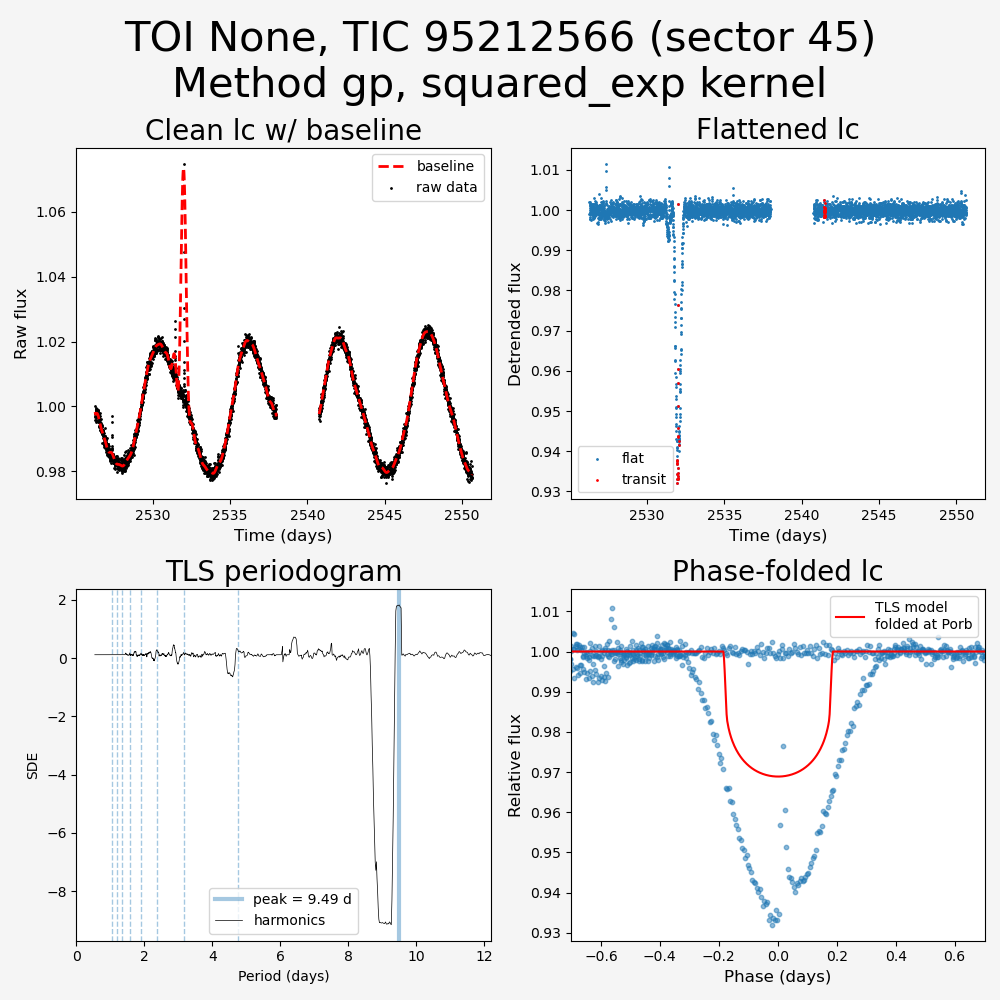 TOI None, TIC 95212566 (sector 45)
Method gp, squared_exp kernel
Clean lc w/ baseline
Raw flux
1.06
1.04
1.02
1.00
0.98
baseline
raw data
2530
2535
2540
2545
2550
Time (days)
Flattened lc
Detrended flux
1.01
1.00
0.99
0.98
0.97
0.96
0.95
0.94
0.93
flat
transit
2530
2535
2540
2545
2550
Time (days)
TLS periodogram
SDE
2
0
−2
−4
−6
−8
peak = 9.49 d
harmonics
0
2
4
6
8
10
12
Period (days)
Phase-folded lc
Relative flux
1.01
1.00
0.99
0.98
0.97
0.96
0.95
0.94
0.93
TLS model
folded at Porb
−0.6
−0.4
−0.2
0.0
0.2
0.4
0.6
Phase (days)